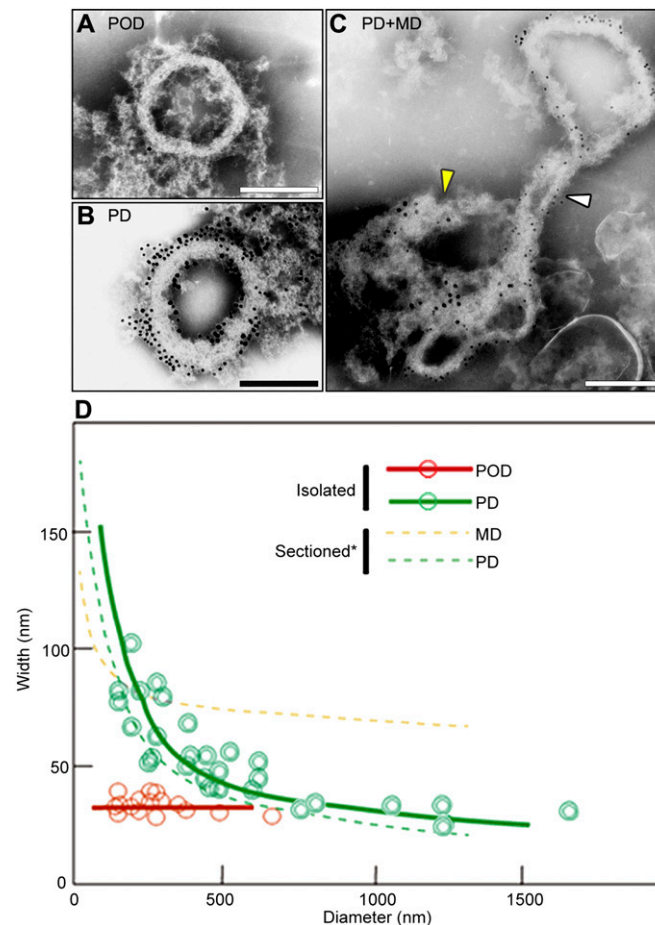 A POD
C PD+MD
B PD
D
Isolated
POD
PD
Sectioned*
MD
PD
150
100
50
0
Width (nm)
0 500 1000 1500
Diameter (nm)